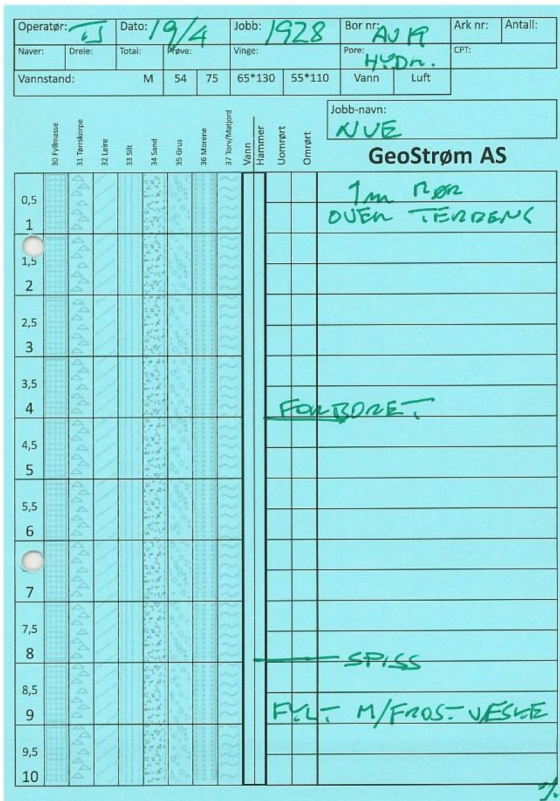 Operatør: TJ Dato: 19/4 Jobb: 1928 Bor nr: AV 19 Ark nr: Antall:
Naver: Dreie: Total: Prøve: Vinge: Pore: HYDR. CPT:
Vannstand: M 54 75 65*130 55*110 Vann Luft
Jobb-navn:
NVE
30 Fyllmasse 31 Tørrskorpe 32 Leire 33 Silt 34 Sand 35 Grus 36 Morene 37 Torv/Matjord Vann Hammer Uomrørt Omrørt
GeoStrøm AS
1m RØR
0,5
OVER TERRENG
1
1,5
2
2,5
3
3,5
4 FORBORET
4,5
5
5,5
6
7
7,5
8 SPISS
8,5
9 FYLT M/FROSTVÆSKE
9,5
10